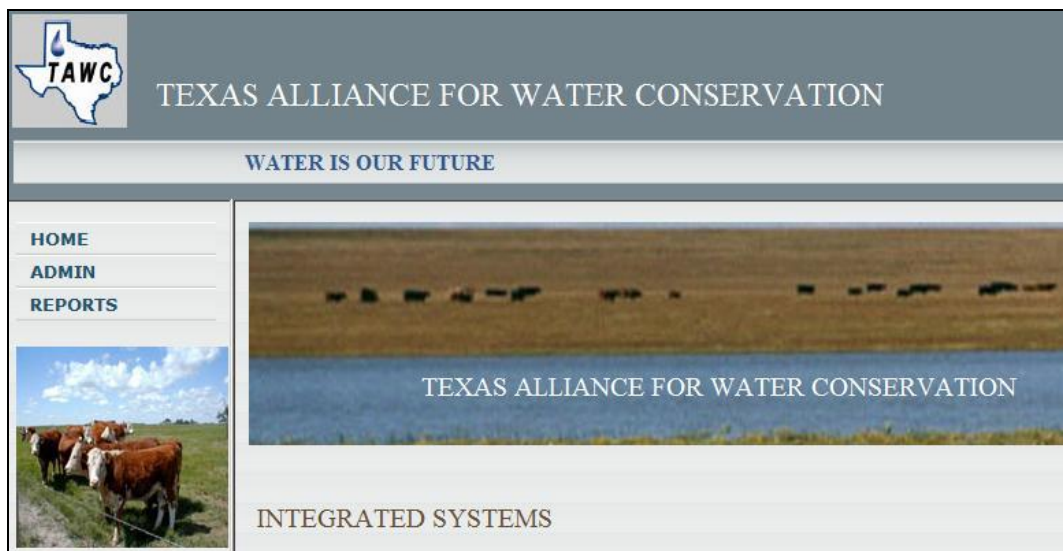 TAWC
TEXAS ALLIANCE FOR WATER CONSERVATION
WATER IS OUR FUTURE
HOME
ADMIN
REPORTS
TEXAS ALLIANCE FOR WATER CONSERVATION
INTEGRATED SYSTEMS